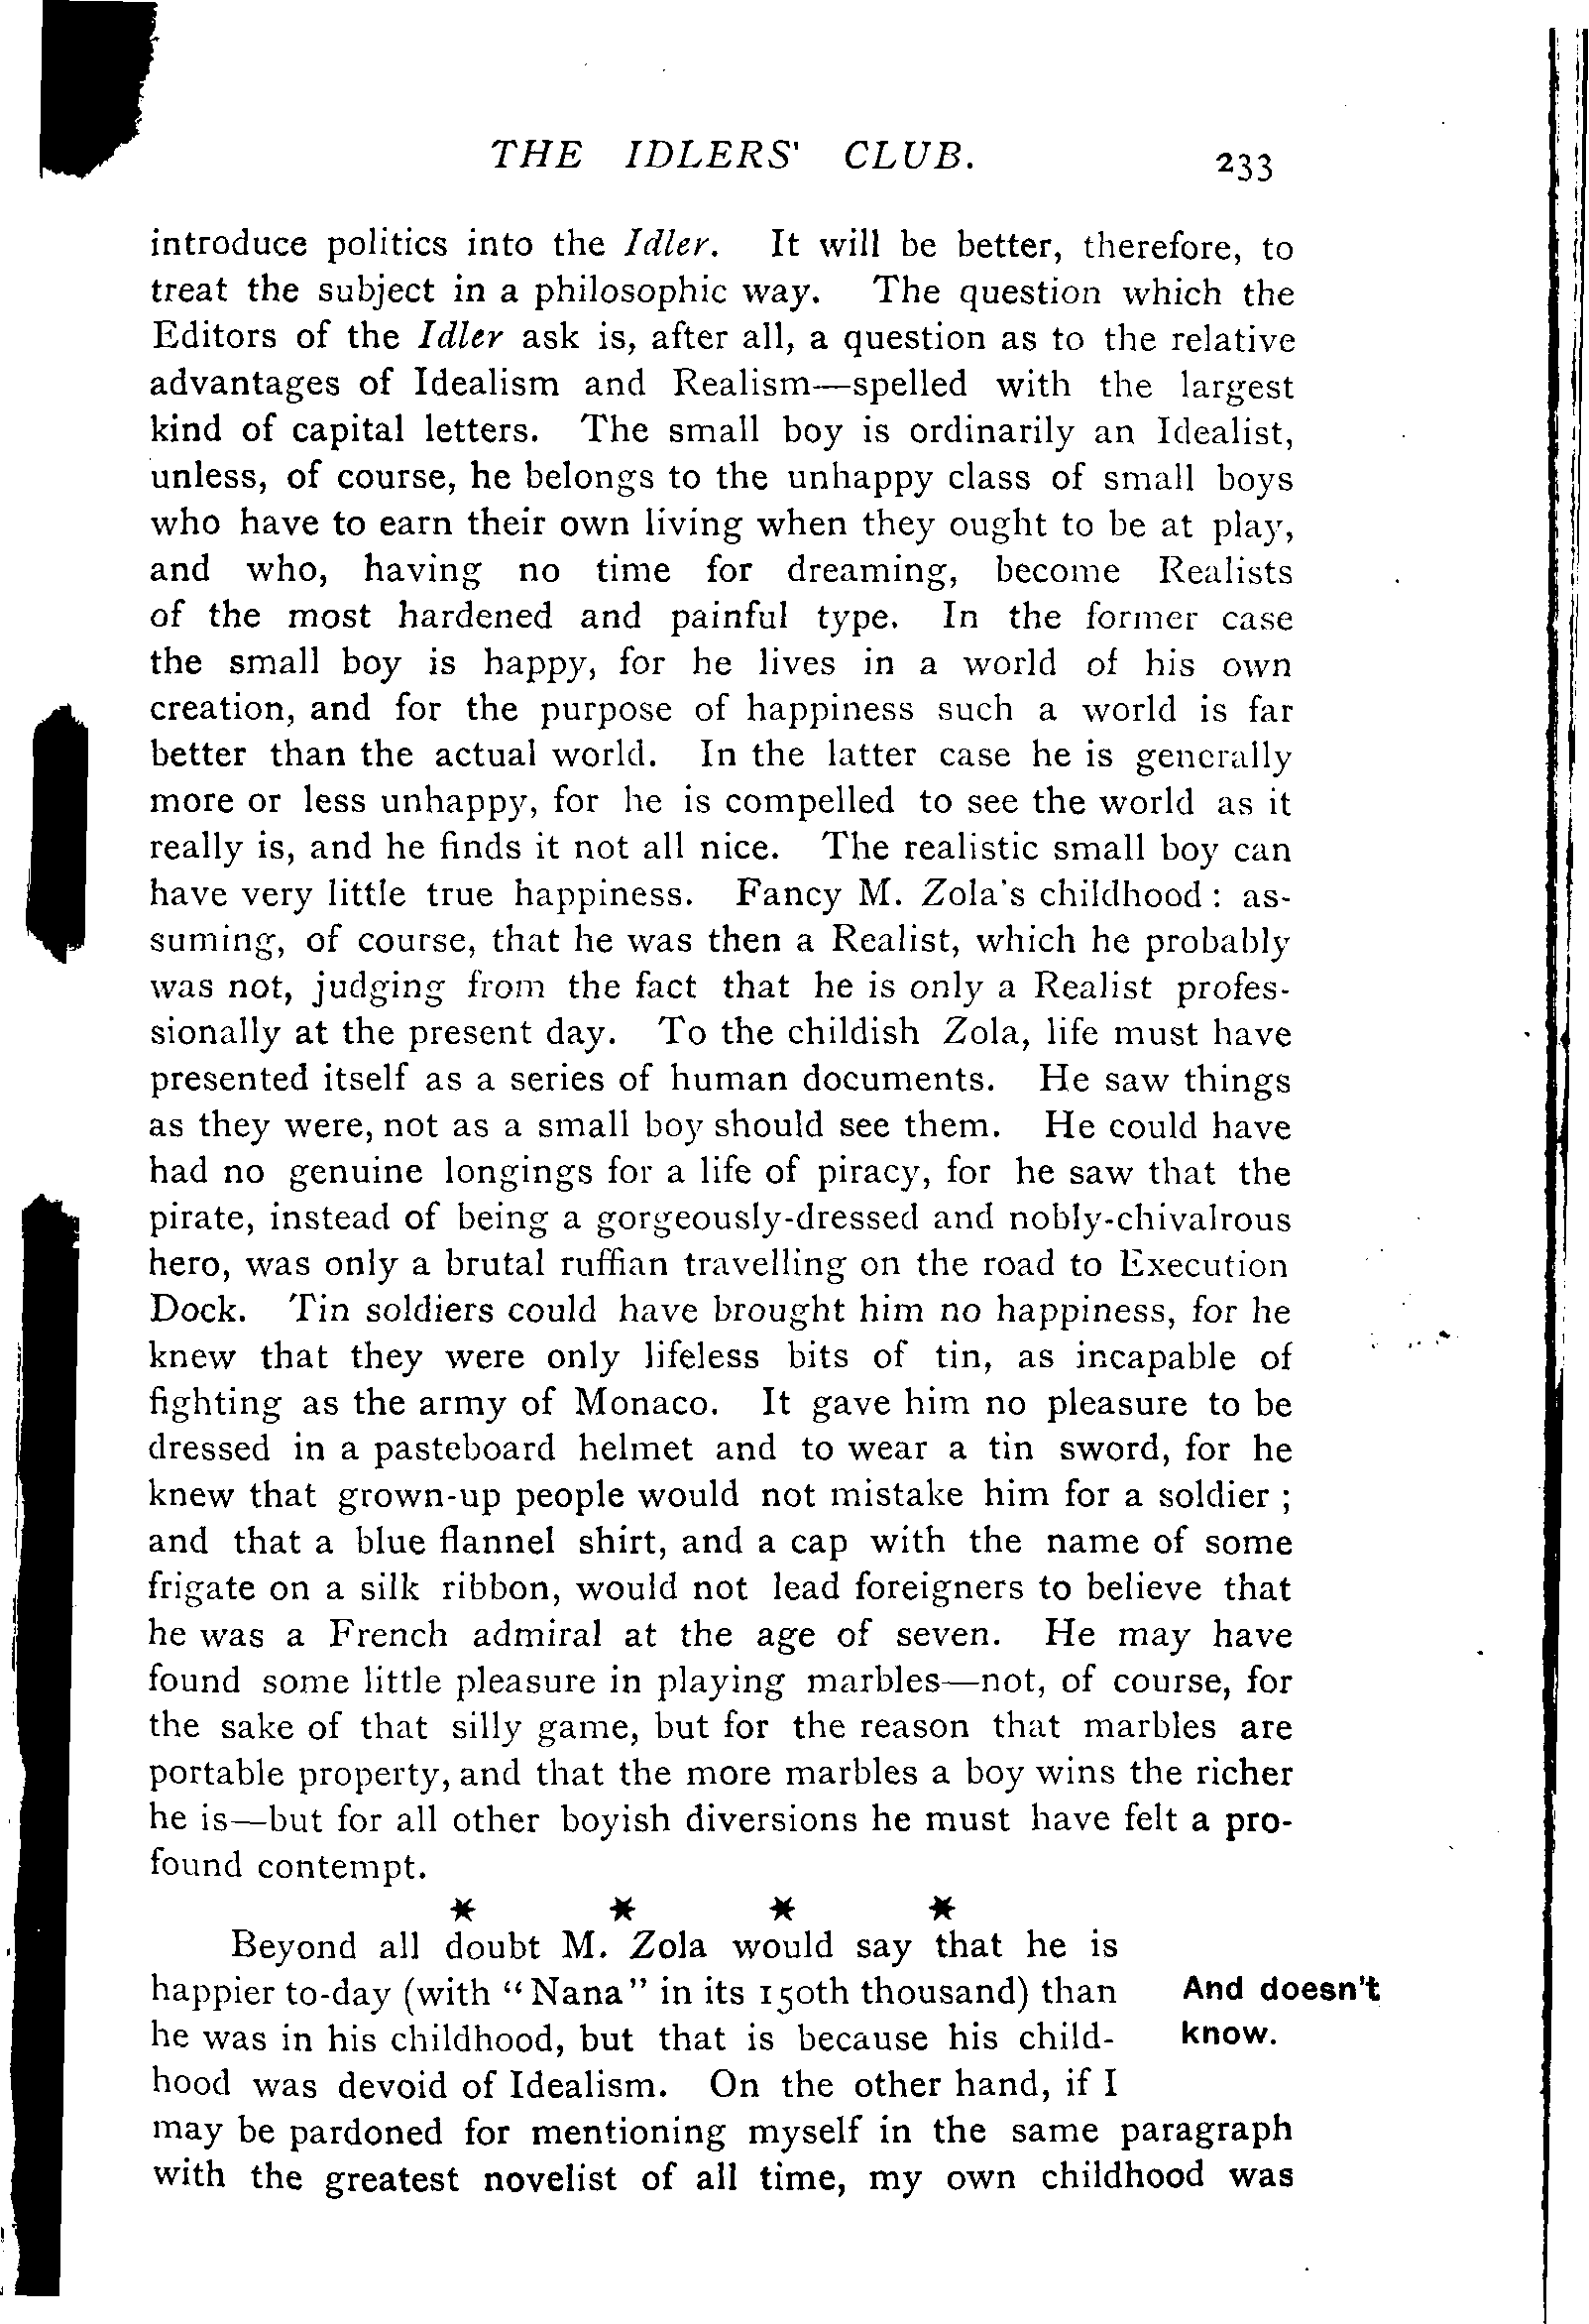 THE IDLERS' CLUB. 233
introduce politics into the Idler. It will be better, therefore, to
treat the subject in a philosophic way. The question which the
Editors of the Idler ask is, after all, a question as to the relative
advantages of Idealism and Realism—spelled with the largest
kind of capital letters. The small boy is ordinarily an Idealist,
unless, of course, he belongs to the unhappy class of small boys
who have to earn their own living when they ought to be at play,
and who, having no time for dreaming, become Realists
of the most hardened and painful type. In the former case
the small boy is happy, for he lives in a world of his own
creation, and for the purpose of happiness such a world is far
better than the actual world. In the latter case he is generally
more or less unhappy, for he is compelled to see the world as it
really is, and he finds it not all nice. The realistic small boy can
have very little true happiness. Fancy M. Zola's childhood: as-
suming, of course, that he was then a Realist, which he probably
was not, judging from the fact that he is only a Realist profes-
sionally at the present day. To the childish Zola, life must have
presented itself as a series of human documents. He saw things
as they were, not as a small boy should see them. He could have
had no genuine longings for a life of piracy, for he saw that the
pirate, instead of being a gorgeously-dressed and nobly-chivalrous
hero, was only a brutal ruffian travelling on the road to Execution
Dock. Tin soldiers could have brought him no happiness, for he
knew that they were only lifeless bits of tin, as incapable of
fighting as the army of Monaco. It gave him no pleasure to be
dressed in a pasteboard helmet and to wear a tin sword, for he
knew that grown-up people would not mistake him for a soldier;
and that a blue flannel shirt, and a cap with the name of some
frigate on a silk ribbon, would not lead foreigners to believe that
he was a French admiral at the age of seven. He may have
found some little pleasure in playing marbles—not, of course, for
the sake of that silly game, but for the reason that marbles are
portable property, and that the more marbles a boy wins the richer
he is—but for all other boyish diversions he must have felt a pro-
found contempt.
* * * *
Beyond all doubt M. Zola would say that he is
happier to-day (with "Nana" in its 150th thousand) than
he was in his childhood, but that is because his child-
hood was devoid of Idealism. On the other hand, if I
And doesn't
know.
may be pardoned for mentioning myself in the same paragraph
with the greatest novelist of all time, my own childhood was